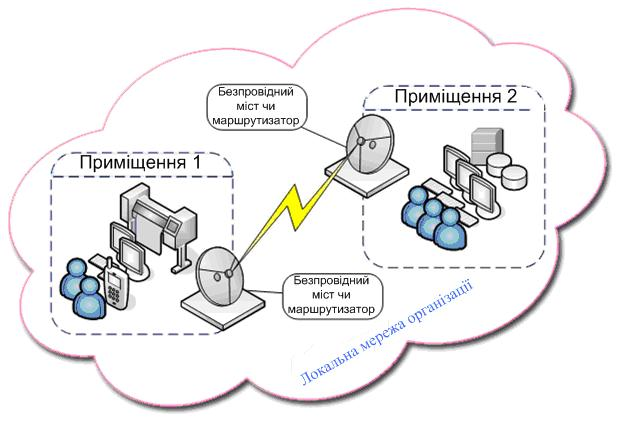 Безпровідний
міст чи
маршрутизатор
Приміщення 2
Приміщення 1
Безпровідний
міст чи
маршрутизатор
Локальна мережа організації